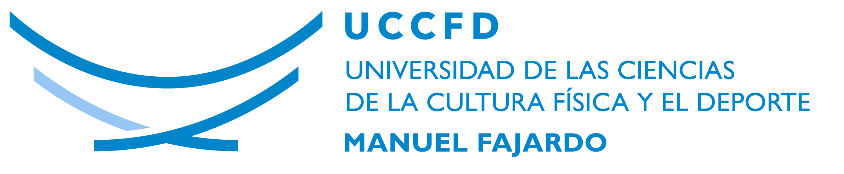 UCCFD
UNIVERSIDAD DE LAS CIENCIAS
DE LA CULTURA FÍSICA Y EL DEPORTE
MANUEL FAJARDO